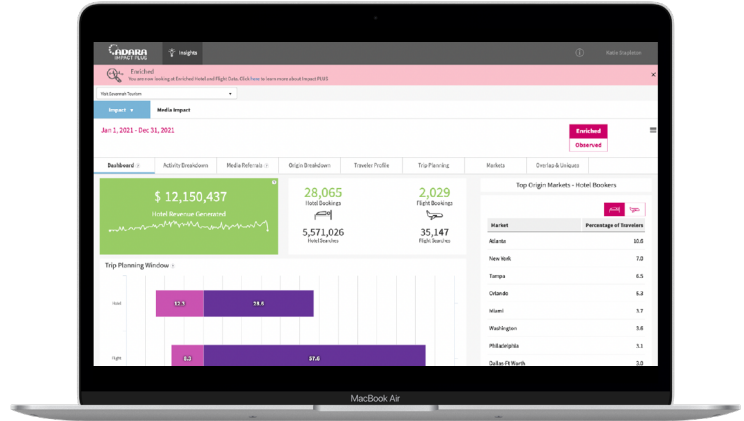 ADARA
IMPACT PLUS
Insights
Enriched
You are now looking at Enriched Hotel and Flight Data. Click here to learn more about Impact PLUS
Visit Savannah Tourism
Impact
Media Impact
Jan 1, 2021 - Dec 31, 2021
Enriched
Observed
Dashboard
Activity Breakdown
Media Referrals
Origin Breakdown
Traveler Profile
Trip Planning
Markets
Overlap & Uniques
$ 12,150,437
Hotel Revenue Generated
28,065
Hotel Bookings
2,029
Flight Bookings
5,571,026
Hotel Searches
35,147
Flight Searches
Top Origin Markets - Hotel Bookers
Market Percentage of Travelers
Atlanta 10.6
New York 7.0
Tampa 6.5
Orlando 6.3
Miami 3.7
Washington 3.6
Philadelphia 3.1
Dallas-Ft Worth 3.0
Trip Planning Window
Hotel
Flight 57.6
MacBook Air